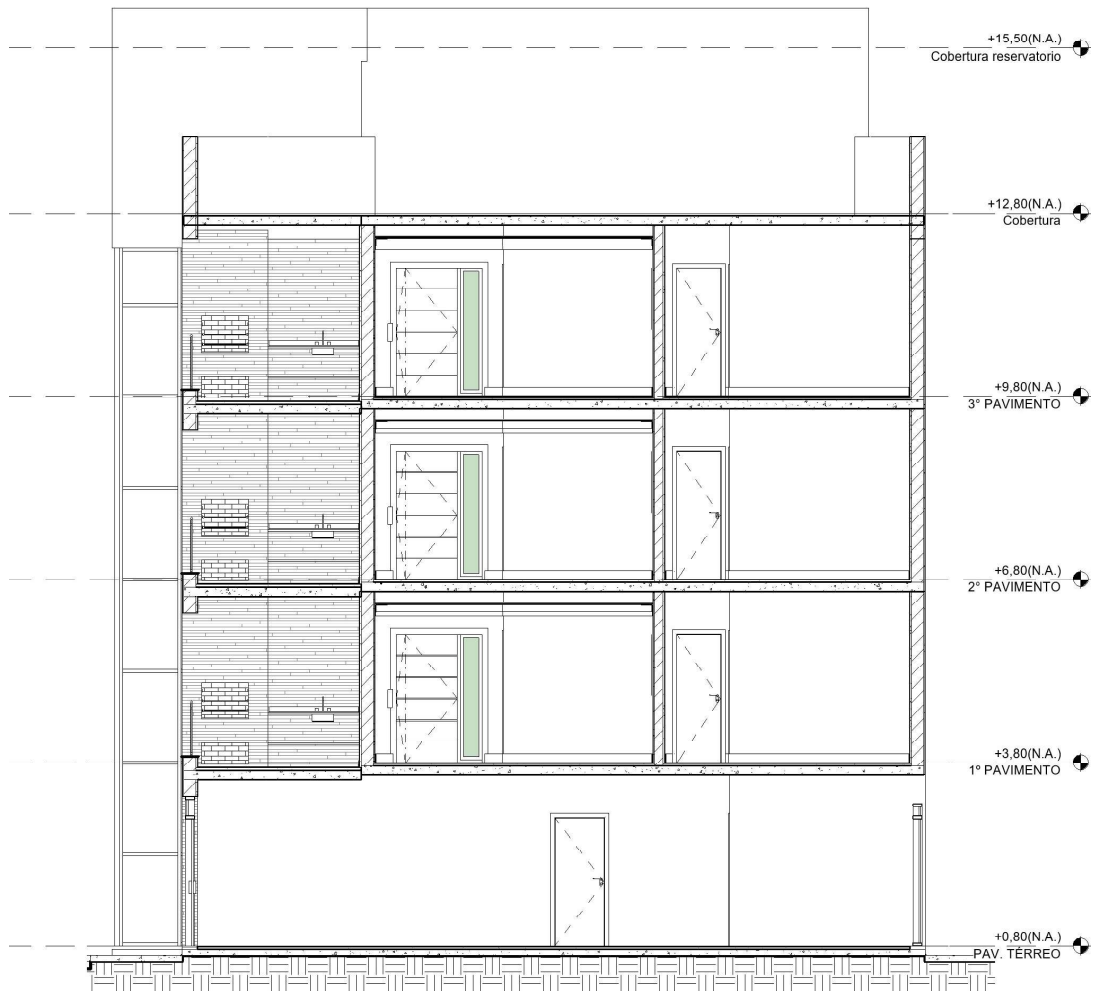 +15,50(N.A.)
Cobertura reservatorio
+12,80(N.A.)
Cobertura
+9,80(N.A.)
3° PAVIMENTO
+6,80(N.A.)
2° PAVIMENTO
+3,80(N.A.)
1º PAVIMENTO
+0,80(N.A.)
PAV. TÉRREO